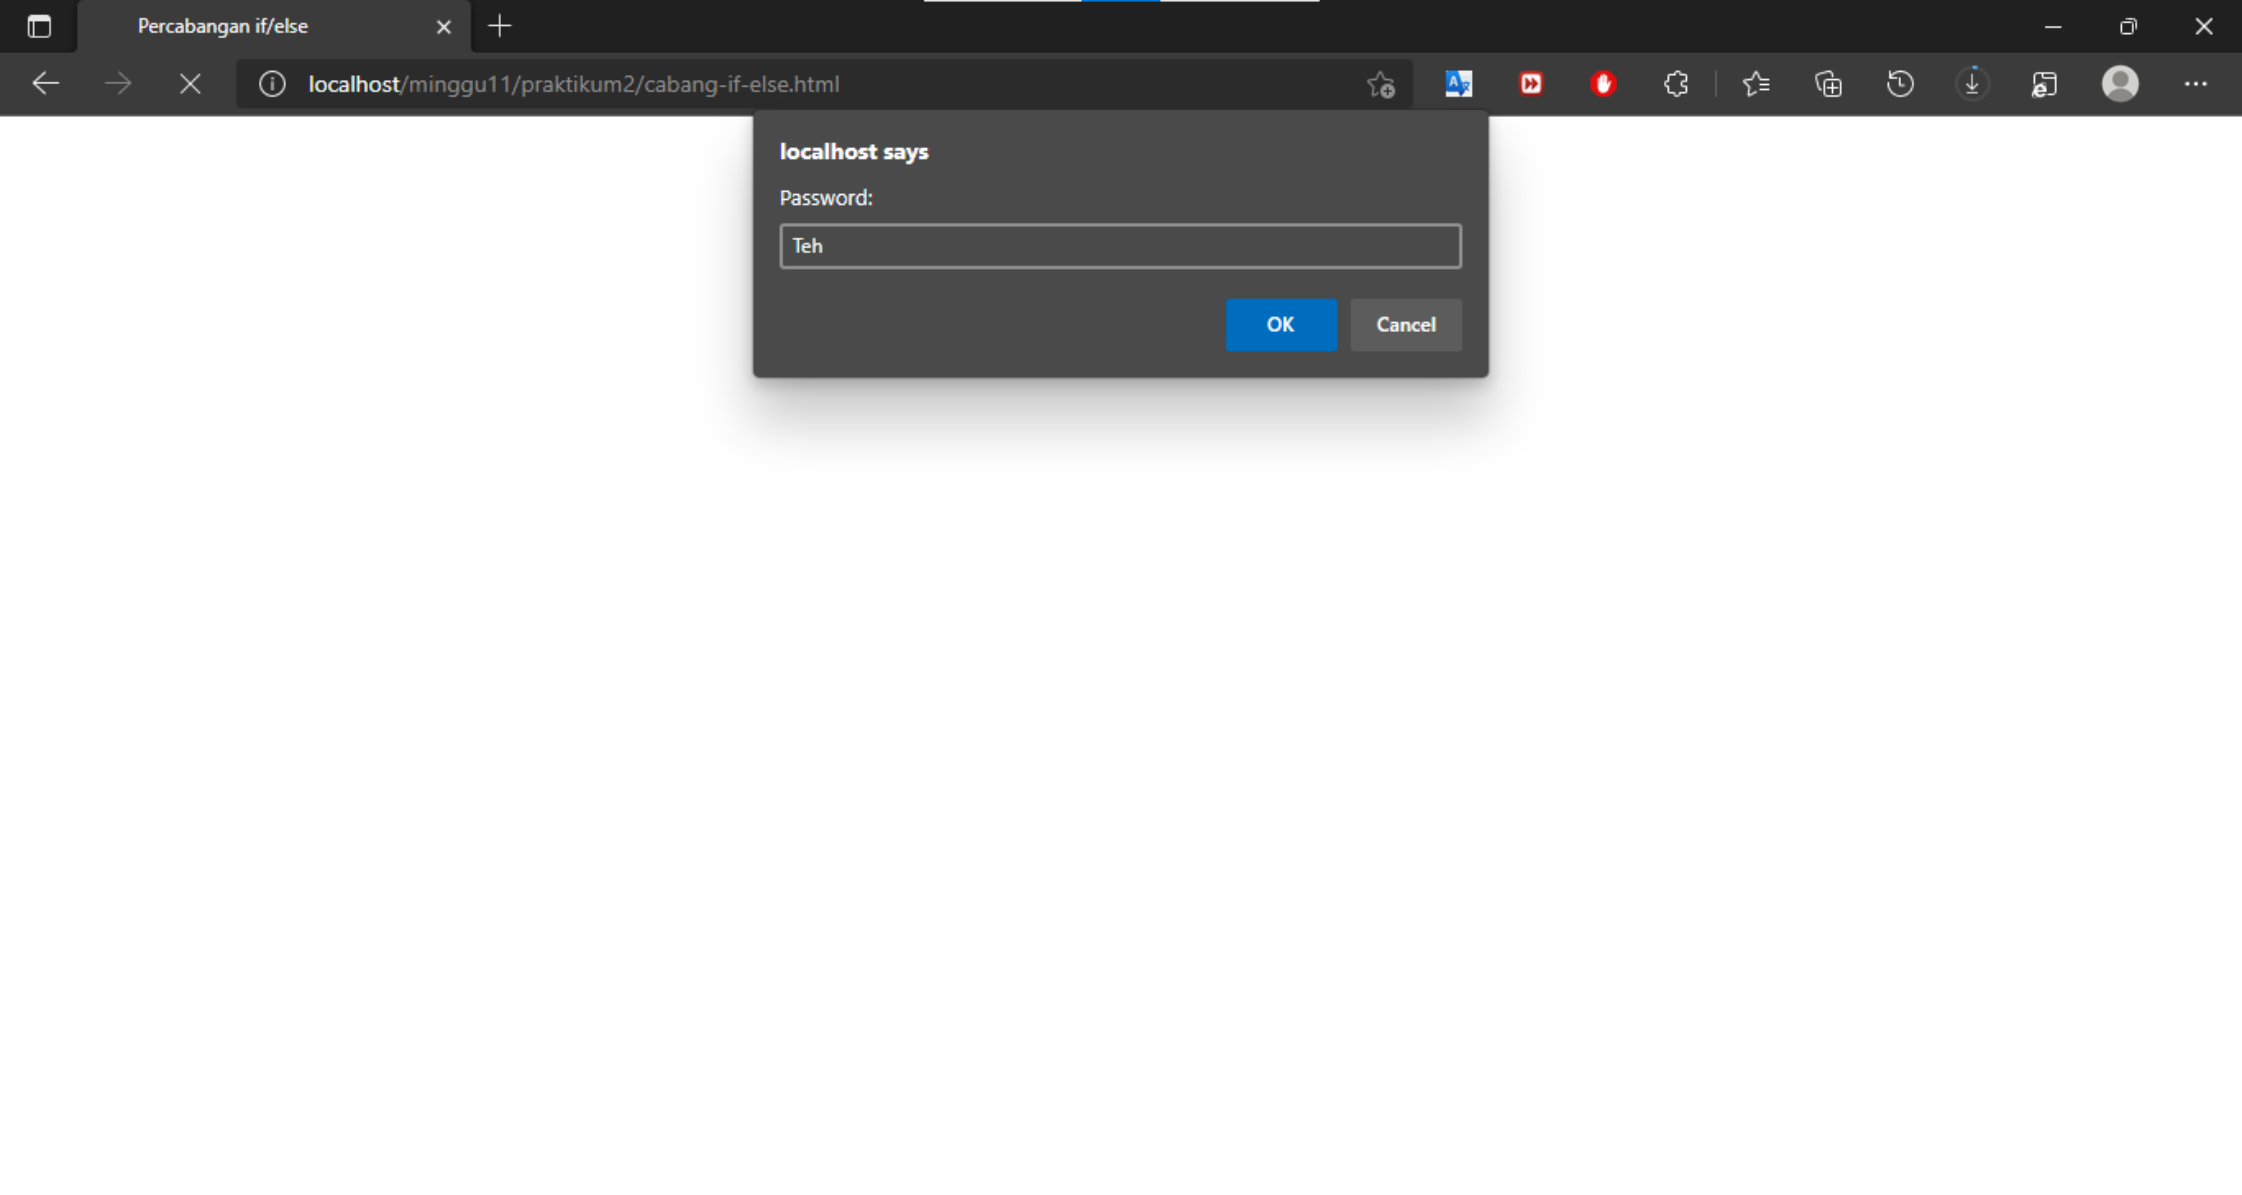 Percabangan if/else
localhost/minggu11/praktikum2/cabang-if-else.html
localhost says
Password:
Teh
OK
Cancel